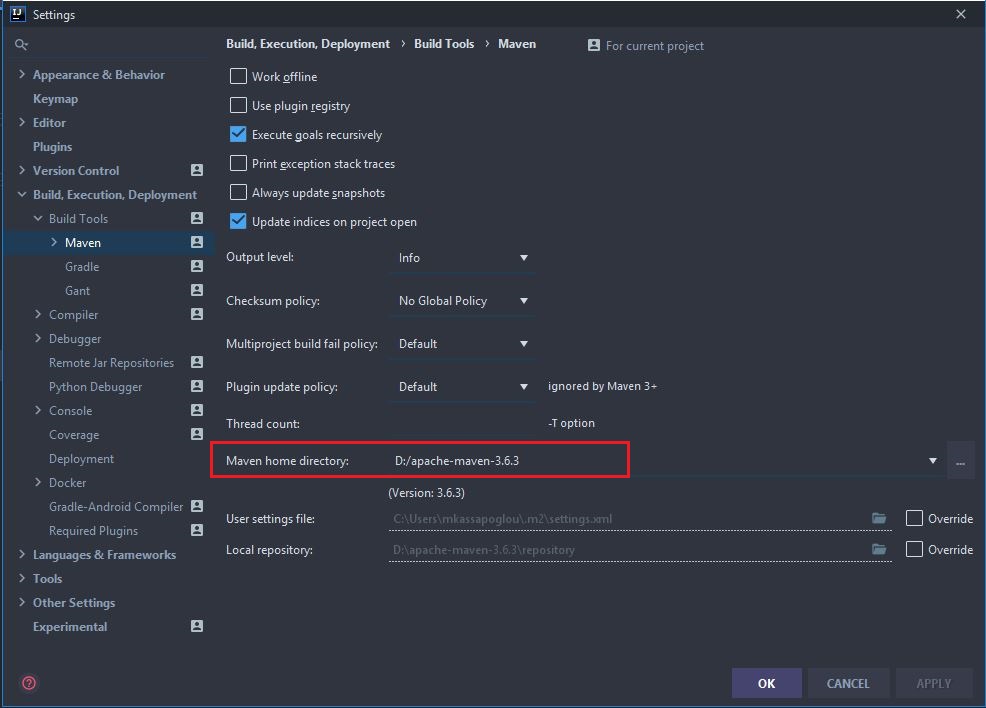 Settings
Build, Execution, Deployment › Build Tools › Maven For current project
Appearance & Behavior
Keymap
Editor
Plugins
Version Control
Build, Execution, Deployment
Build Tools
Maven
Gradle
Gant
Compiler
Debugger
Remote Jar Repositories
Python Debugger
Console
Coverage
Deployment
Docker
Gradle-Android Compiler
Required Plugins
Languages & Frameworks
Tools
Other Settings
Experimental
Work offline
Use plugin registry
Execute goals recursively
Print exception stack traces
Always update snapshots
Update indices on project open
Output level: Info
Checksum policy: No Global Policy
Multiproject build fail policy: Default
Plugin update policy: Default ignored by Maven 3+
Thread count: -T option
Maven home directory: D:/apache-maven-3.6.3 ...
(Version: 3.6.3)
User settings file: C:\Users\mkassapoglou\.m2\settings.xml Override
Local repository: D:\apache-maven-3.6.3\repository Override
OK CANCEL APPLY